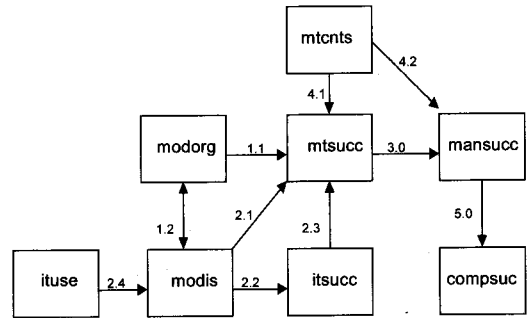 mtcnts
4.1
4.2
modorg
1.1
mtsucc
3.0
mansucc
1.2
2.1
2.3
5.0
ituse
2.4
modis
2.2
itsucc
compsuc